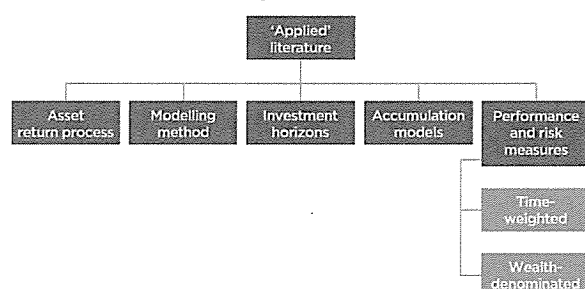 ‘Applied’
literature
Asset
return process
Modelling
method
Investment
horizons
Accumulation
models
Performance
and risk
measures
Time-
weighted
Wealth-
denominated